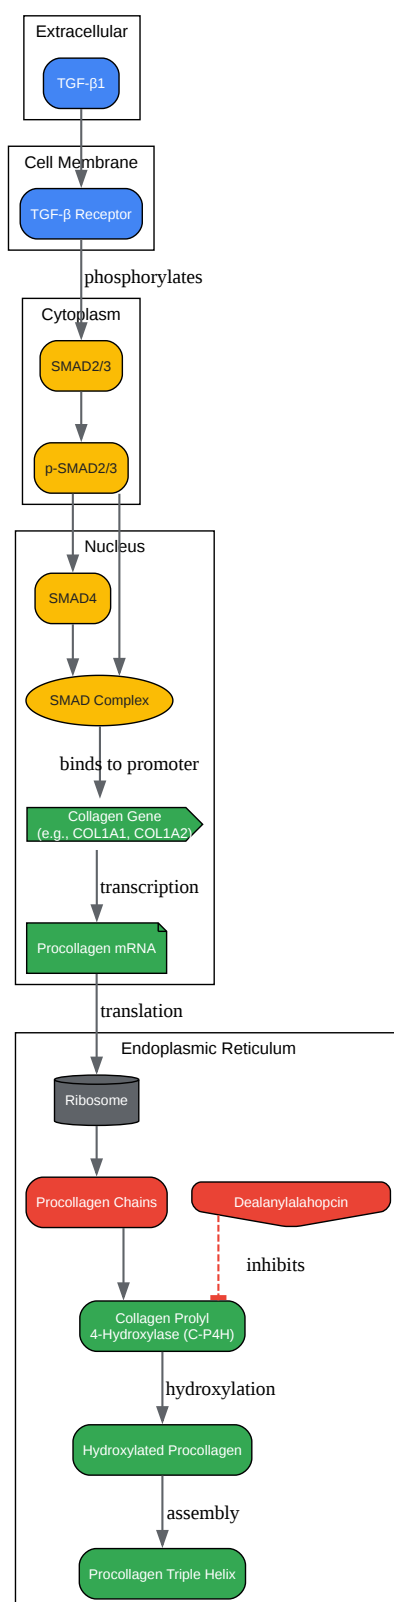 Extracellular
TGF-β1
Cell Membrane
TGF-β Receptor
phosphorylates
Cytoplasm
SMAD2/3
p-SMAD2/3
Nucleus
SMAD4
SMAD Complex
binds to promoter
Collagen Gene
(e.g., COL1A1, COL1A2)
transcription
Procollagen mRNA
translation
Endoplasmic Reticulum
Ribosome
Procollagen Chains
Dealanylalahopcin
inhibits
Collagen Prolyl
4-Hydroxylase (C-P4H)
hydroxylation
Hydroxylated Procollagen
assembly
Procollagen Triple Helix